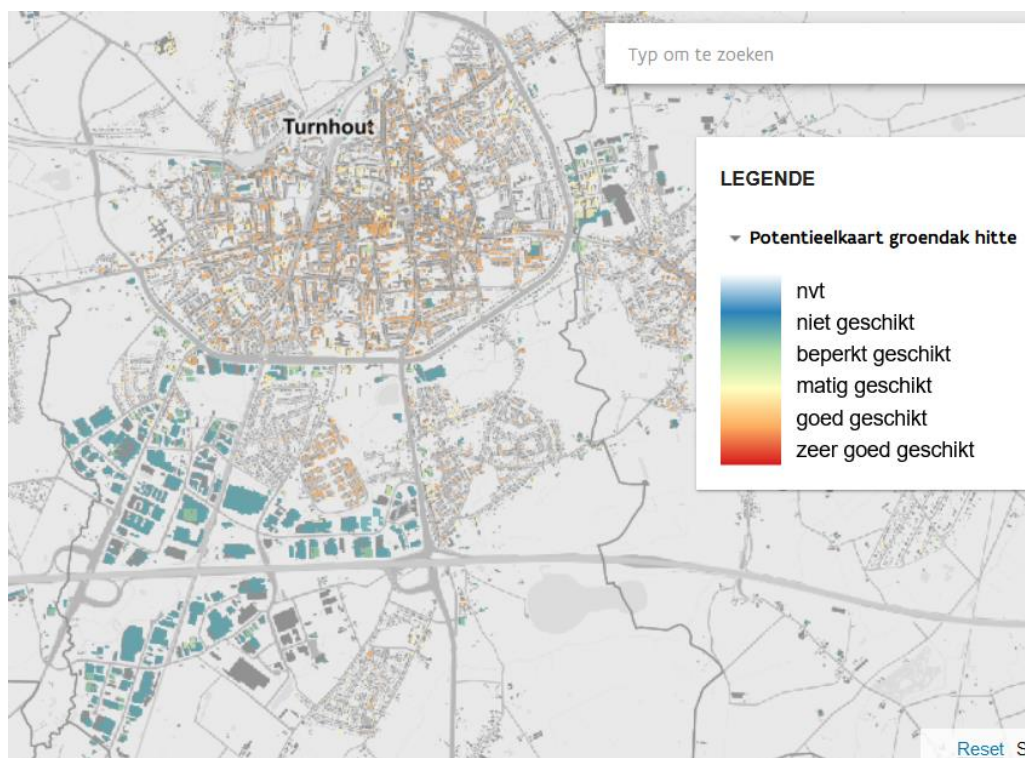 Typ om te zoeken
Turnhout
LEGENDE
Potentieelkaart groendak hitte
nvt
niet geschikt
beperkt geschikt
matig geschikt
goed geschikt
zeer goed geschikt
Reset S